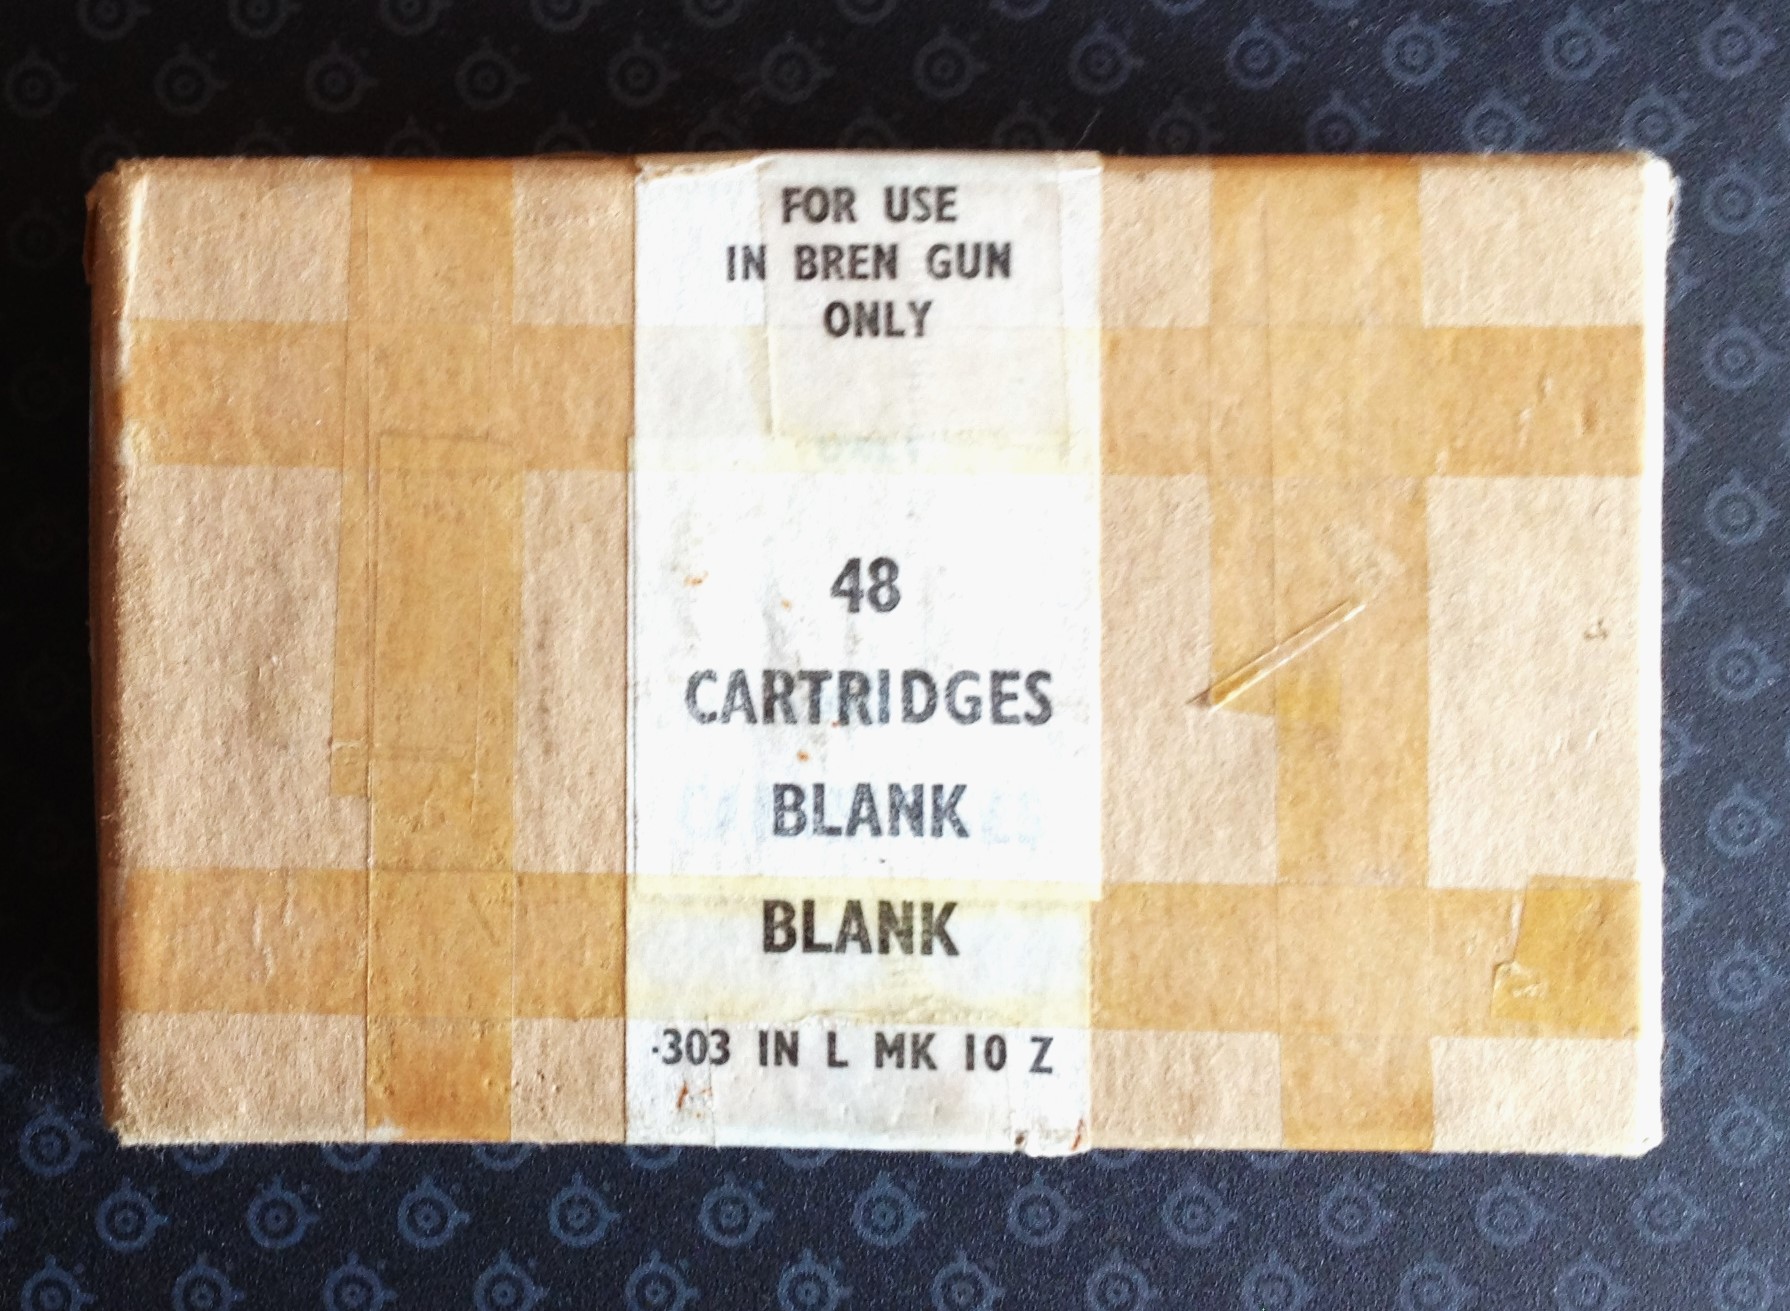 FOR USE
IN BREN GUN
ONLY
48
CARTRIDGES
BLANK
BLANK
·303 IN L MK 10 Z